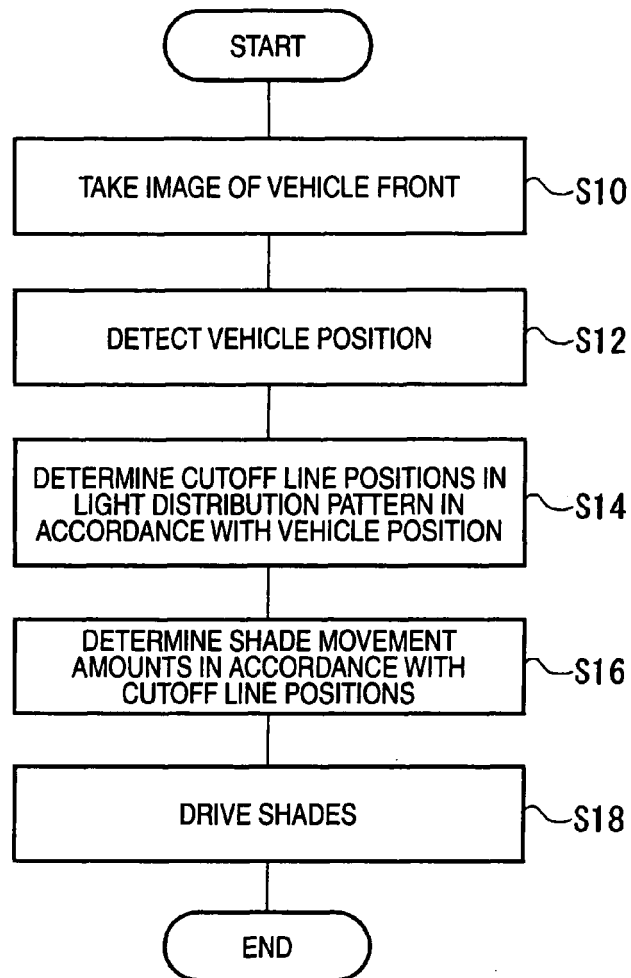 START
TAKE IMAGE OF VEHICLE FRONT
S10
DETECT VEHICLE POSITION
S12
DETERMINE CUTOFF LINE POSITIONS IN
LIGHT DISTRIBUTION PATTERN IN
ACCORDANCE WITH VEHICLE POSITION
S14
DETERMINE SHADE MOVEMENT
AMOUNTS IN ACCORDANCE WITH
CUTOFF LINE POSITIONS
S16
DRIVE SHADES
S18
END